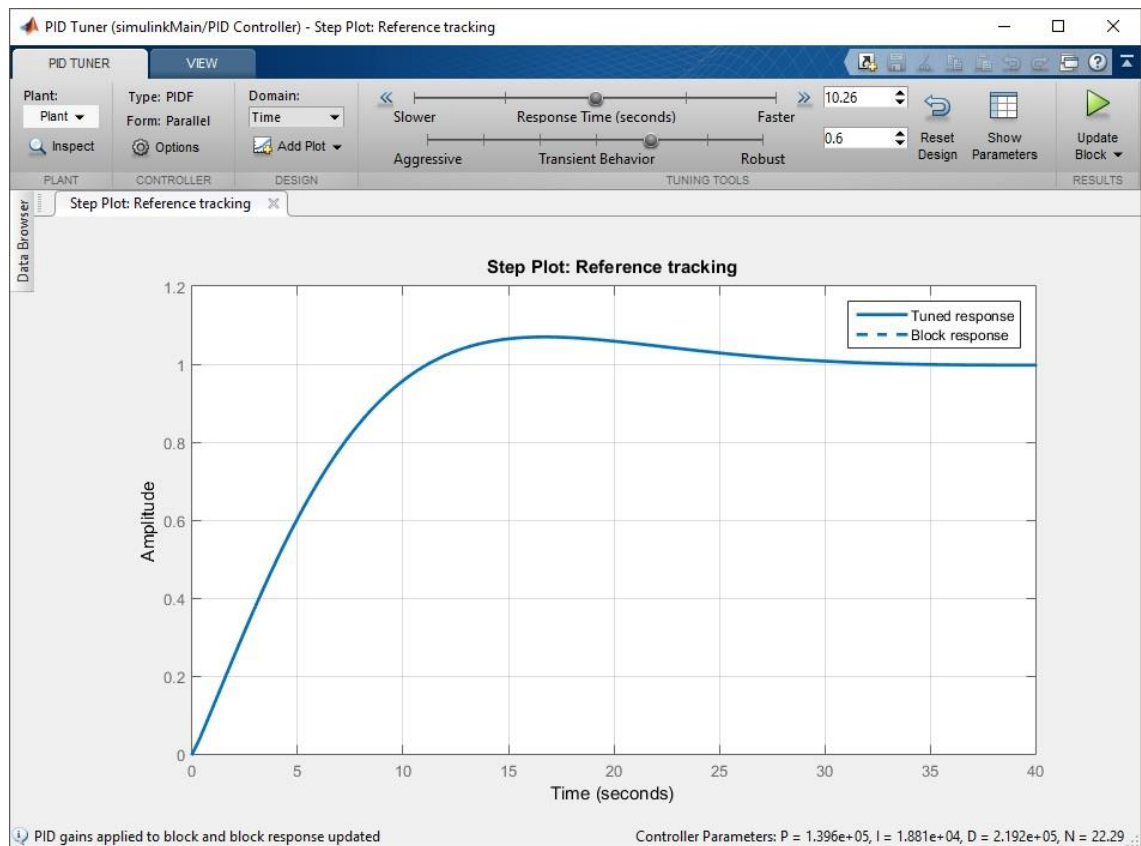 PID Tuner (simulinkMain/PID Controller) - Step Plot: Reference tracking
PID TUNER
VIEW
Plant:
Plant
Inspect
PLANT
Type: PIDF
Form: Parallel
Options
CONTROLLER
Domain:
Time
Add Plot
DESIGN
Slower
Response Time (seconds)
Faster
10.26
Aggressive
Transient Behavior
Robust
0.6
Reset
Design
Show
Parameters
TUNING TOOLS
Update
Block
RESULTS
Data Browser
Step Plot: Reference tracking
Step Plot: Reference tracking
Tuned response
Block response
Amplitude
1.2
1
0.8
0.6
0.4
0.2
0
0 5 10 15 20 25 30 35 40
Time (seconds)
PID gains applied to block and block response updated
Controller Parameters: P = 1.396e+05, I = 1.881e+04, D = 2.192e+05, N = 22.29